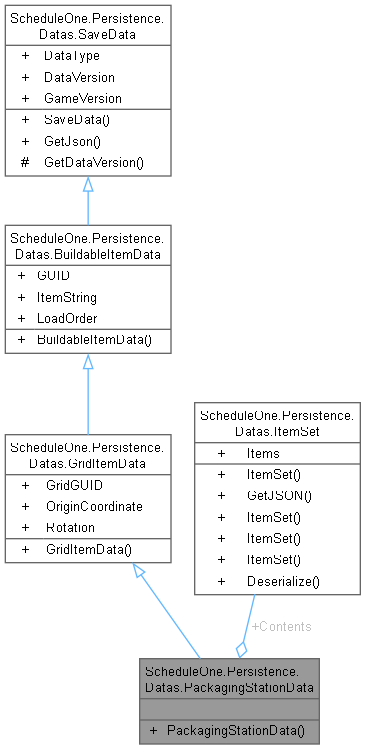 ScheduleOne.Persistence.
Datas.SaveData
+ DataType
+ DataVersion
+ GameVersion
+ SaveData()
+ GetJson()
# GetDataVersion()
ScheduleOne.Persistence.
Datas.BuildableItemData
+ GUID
+ ItemString
+ LoadOrder
+ BuildableItemData()
ScheduleOne.Persistence.
Datas.GridItemData
+ GridGUID
+ OriginCoordinate
+ Rotation
+ GridItemData()
ScheduleOne.Persistence.
Datas.ItemSet
+ Items
+ ItemSet()
+ GetJSON()
+ ItemSet()
+ ItemSet()
+ ItemSet()
+ Deserialize()
+Contents
ScheduleOne.Persistence.
Datas.PackagingStationData
+ PackagingStationData()